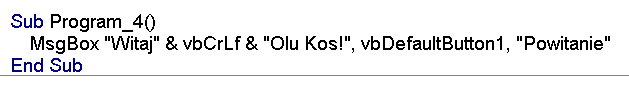 Sub Program_4()
MsgBox "Witaj" & vbCrLf & "Olu Kos!", vbDefaultButton1, "Powitanie"
End Sub